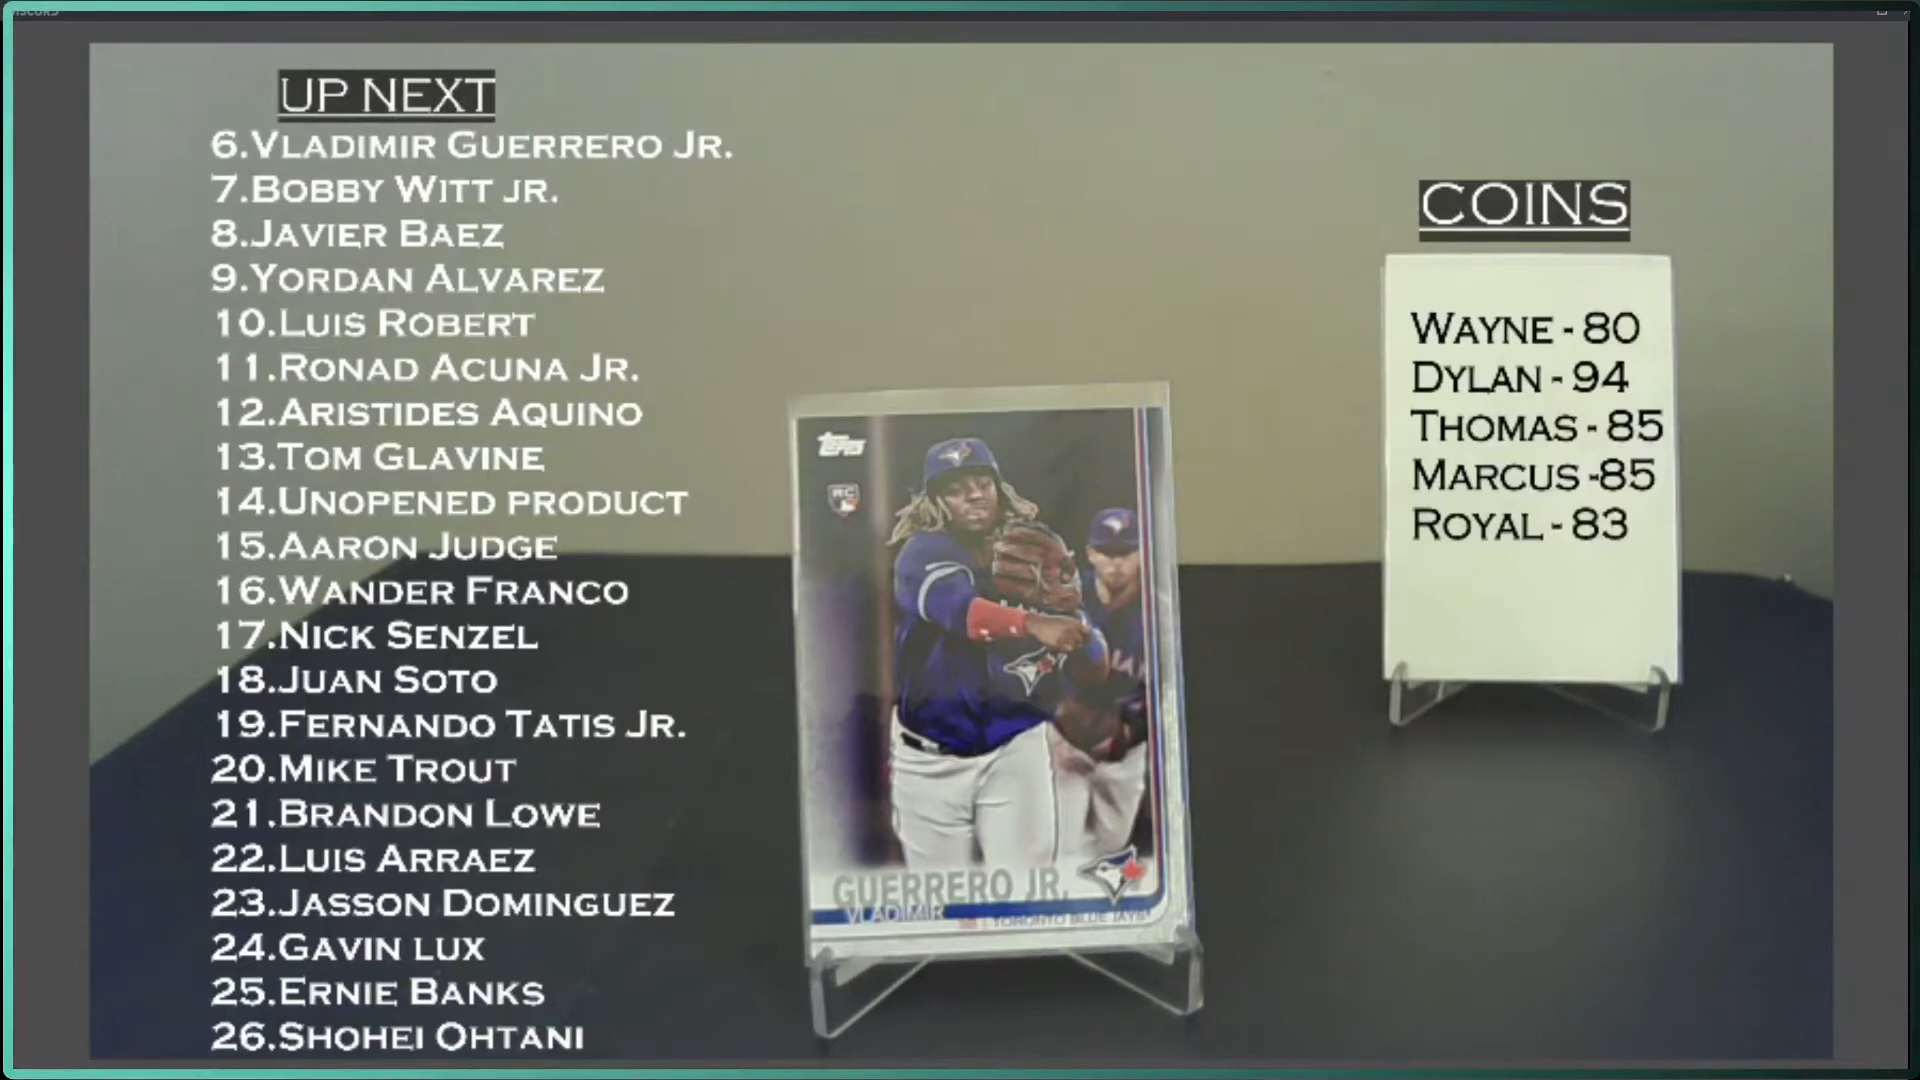 UP NEXT
6.Vladimir Guerrero Jr.
7.Bobby Witt jr.
8.Javier Baez
9.Yordan Alvarez
10.Luis Robert
11.Ronad Acuna Jr.
12.Aristides Aquino
13.Tom Glavine
14.Unopened product
15.Aaron Judge
16.Wander Franco
17.Nick Senzel
18.Juan Soto
19.Fernando Tatis Jr.
20.Mike Trout
21.Brandon Lowe
22.Luis Arraez
23.Jasson Dominguez
24.Gavin lux
25.Ernie Banks
26.Shohei Ohtani
Topps
RC
GUERRERO JR.
VLADIMIR
TORONTO BLUE JAYS
COINS
Wayne - 80
Dylan - 94
Thomas - 85
Marcus -85
Royal - 83